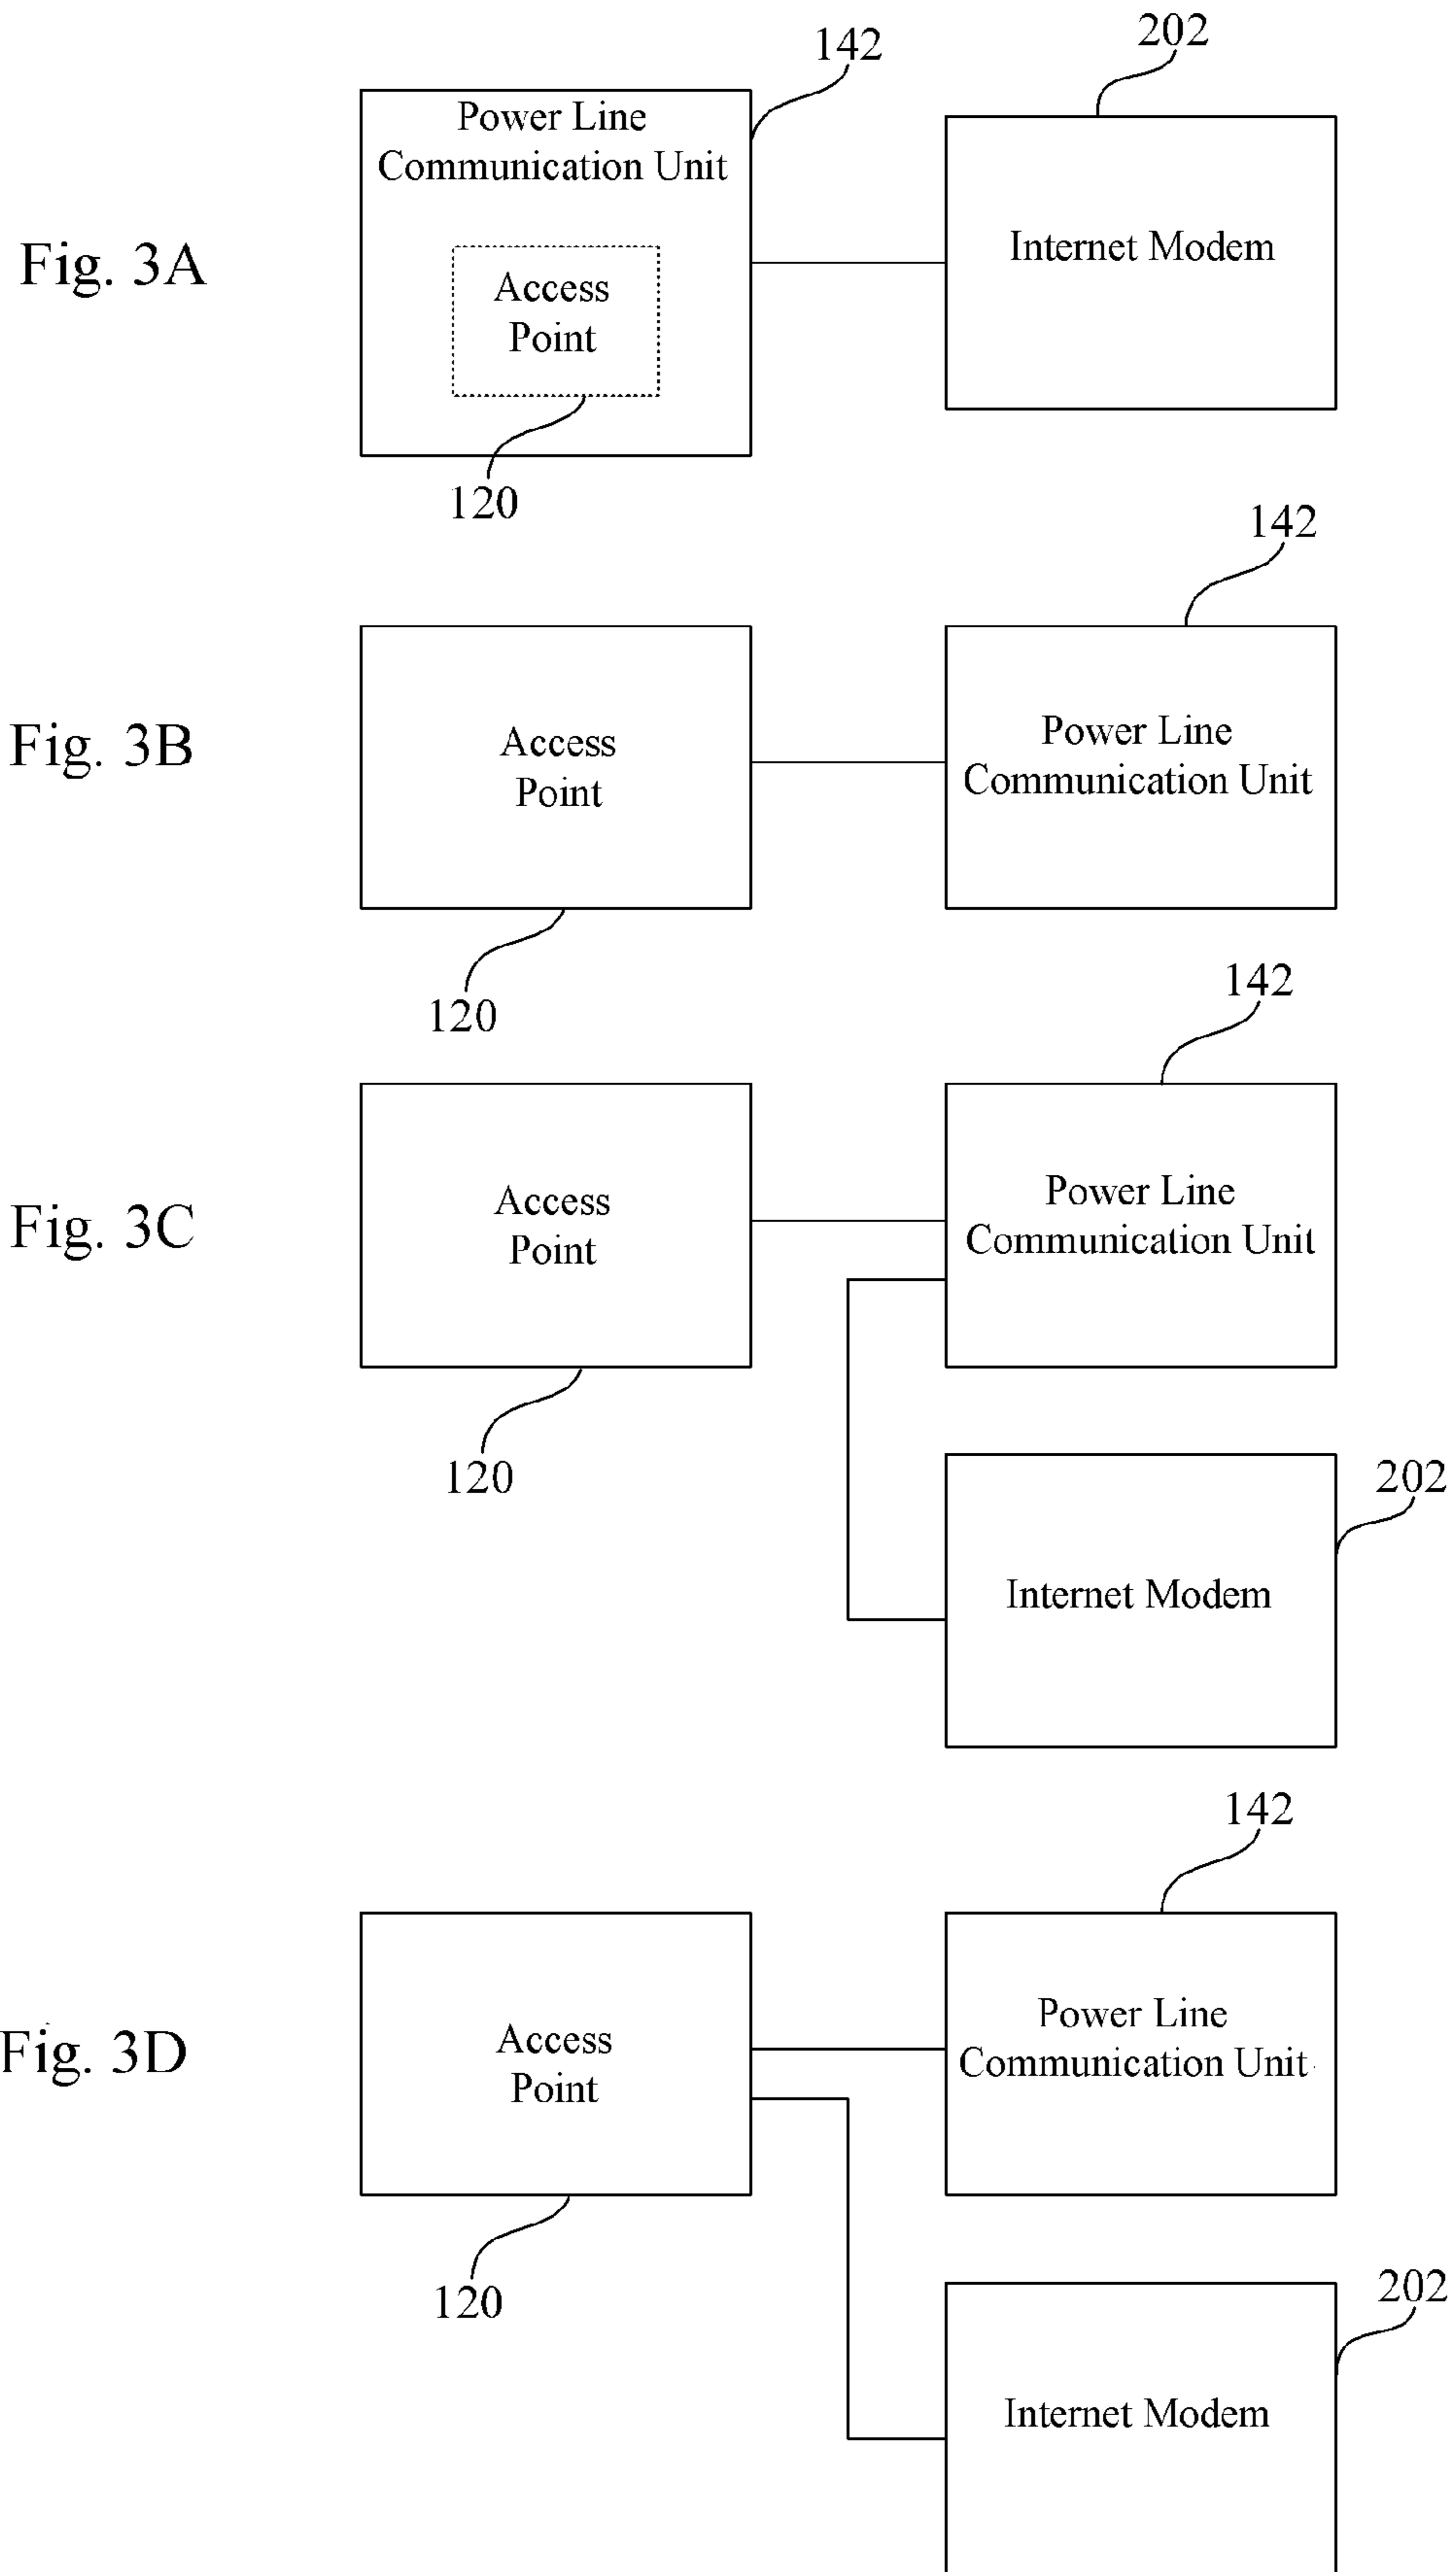 142
202
Power Line
Communication Unit
Internet Modem
Fig. 3A
Access
Point
120
142
Fig. 3B
Access
Point
Power Line
Communication Unit
120
142
Fig. 3C
Access
Point
Power Line
Communication Unit
120
202
Internet Modem
142
Fig. 3D
Access
Point
Power Line
Communication Unit
120
202
Internet Modem